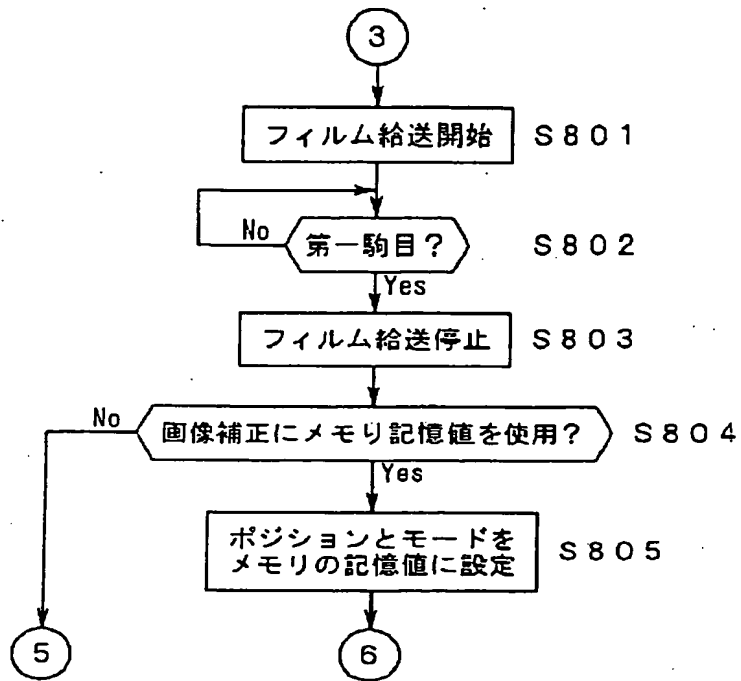 3
フィルム給送開始 S801
No 第一駒目? S802
Yes
フィルム給送停止 S803
No 画像補正にメモリ記憶値を使用? S804
Yes
ポジションとモードを
メモリの記憶値に設定 S805
5 6